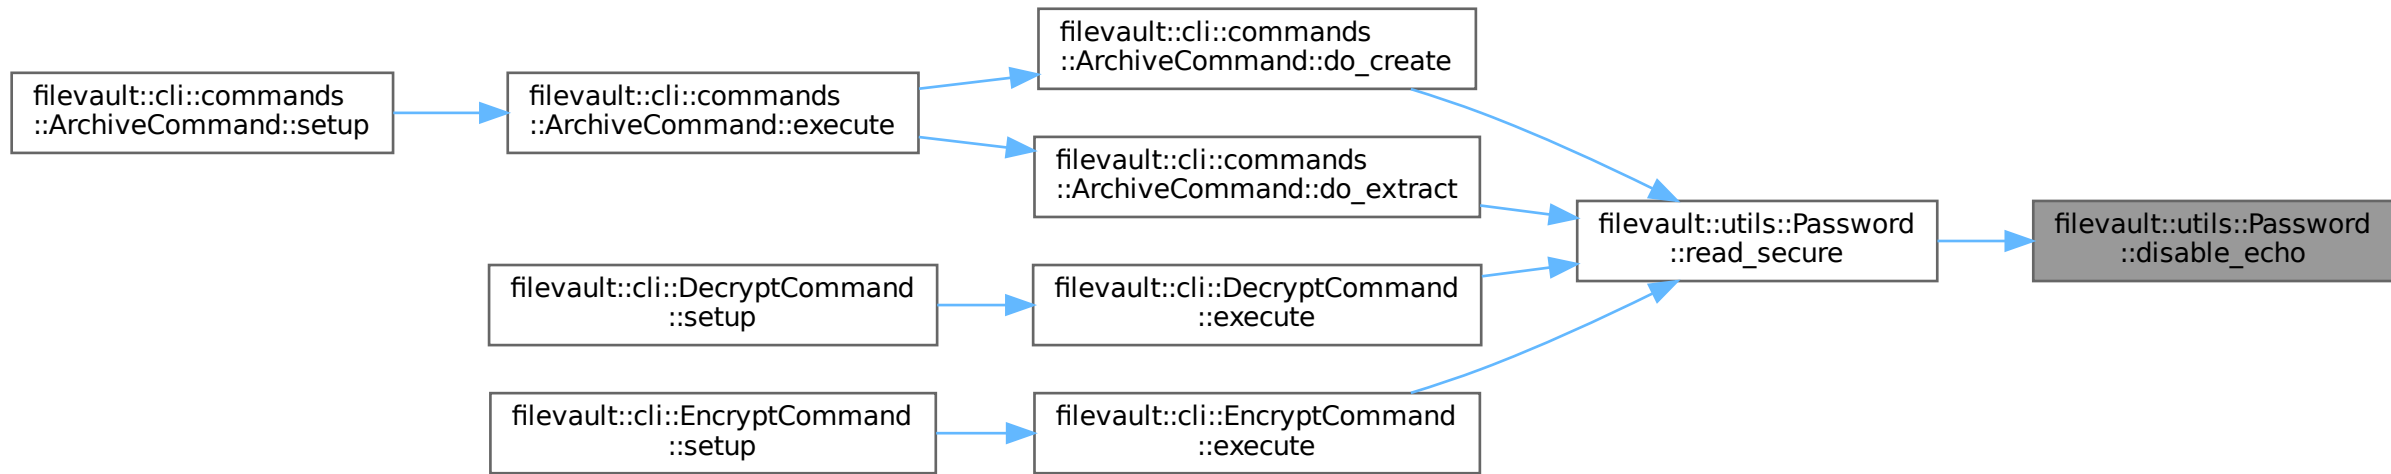 filevault::cli::commands
::ArchiveCommand::setup
filevault::cli::commands
::ArchiveCommand::execute
filevault::cli::commands
::ArchiveCommand::do_create
filevault::cli::commands
::ArchiveCommand::do_extract
filevault::cli::DecryptCommand
::setup
filevault::cli::DecryptCommand
::execute
filevault::cli::EncryptCommand
::setup
filevault::cli::EncryptCommand
::execute
filevault::utils::Password
::read_secure
filevault::utils::Password
::disable_echo